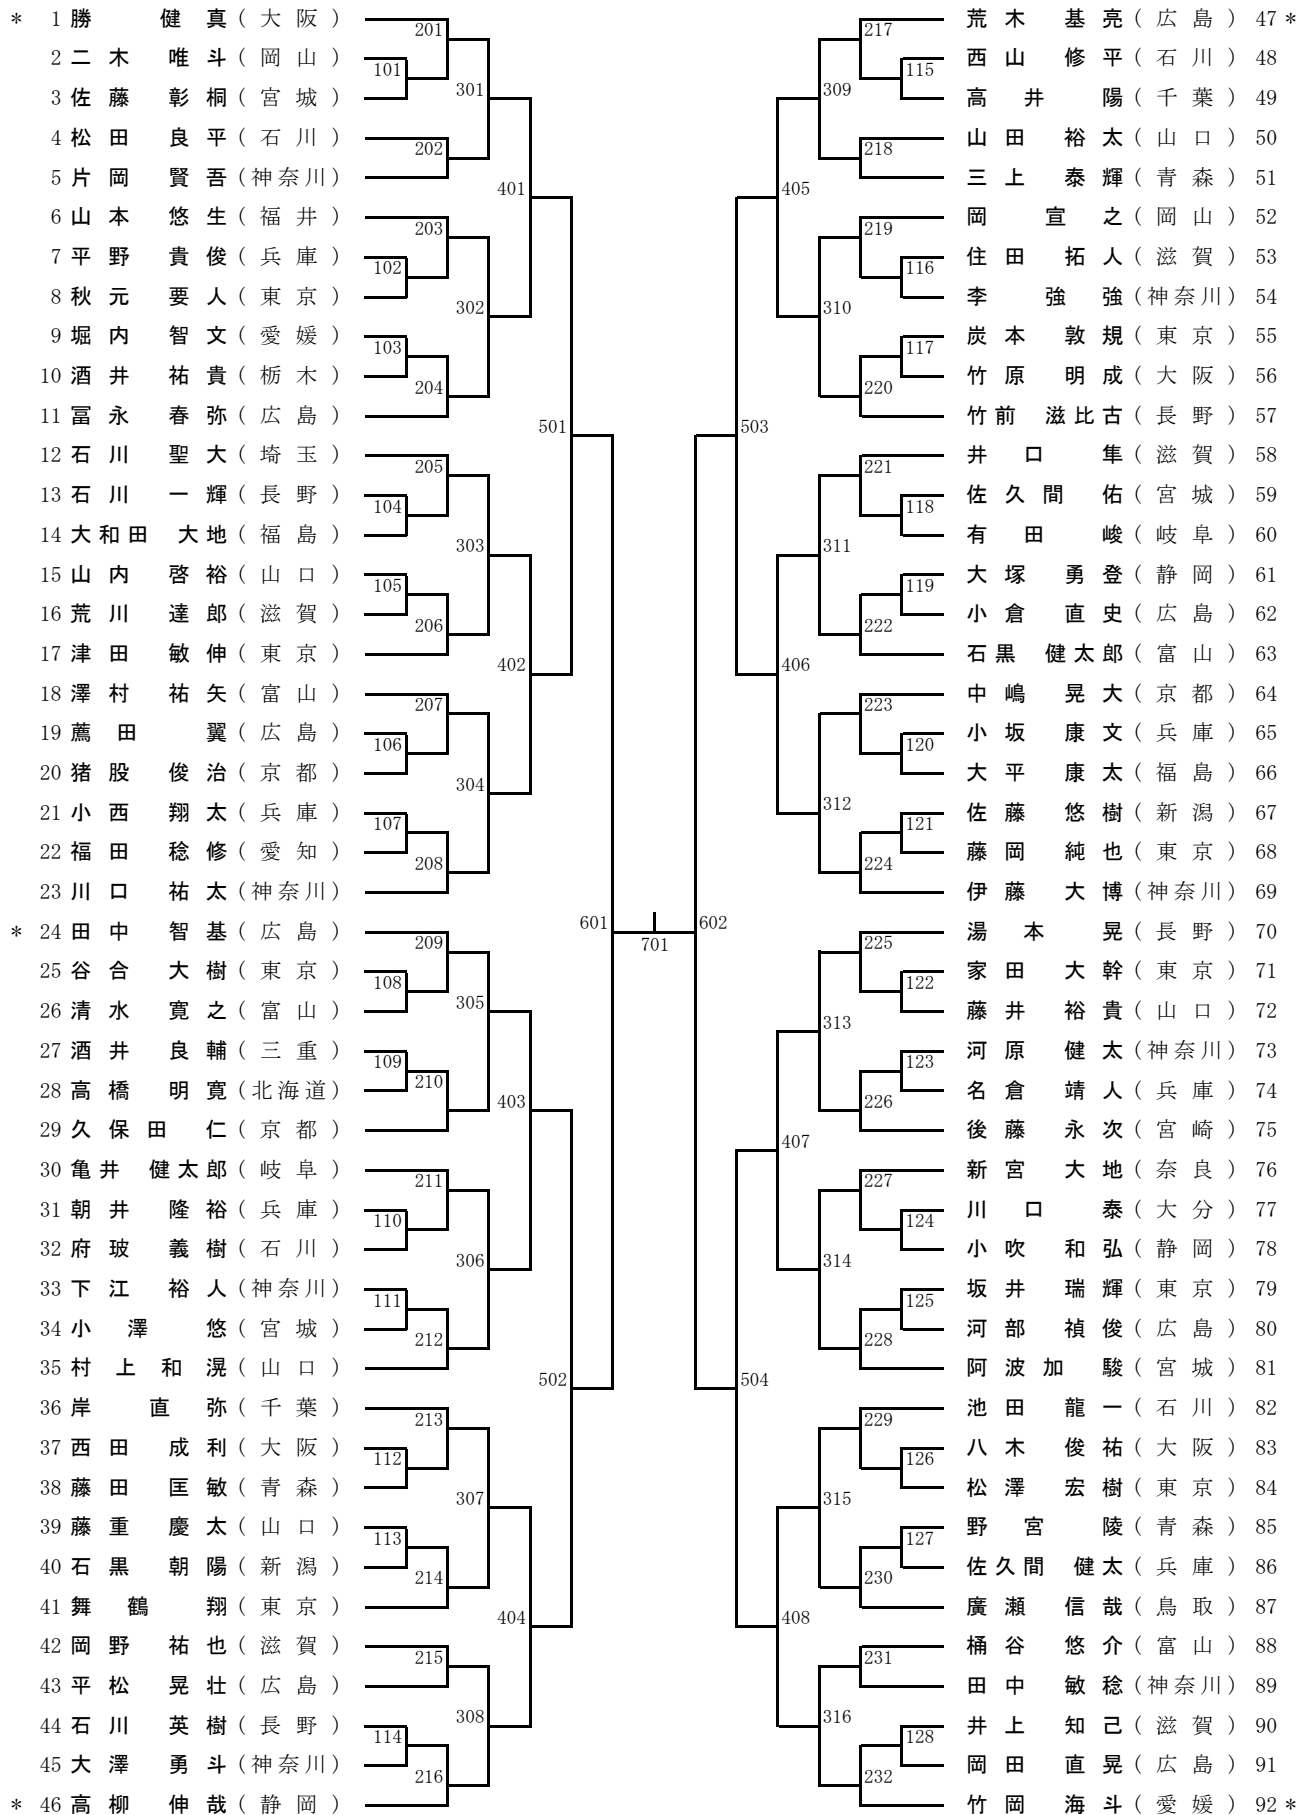 * 1 勝 健 真 ( 大 阪 )
2 二 木 唯 斗 ( 岡 山 )
3 佐 藤 彰 桐 ( 宮 城 )
4 松 田 良 平 ( 石 川 )
5 片 岡 賢 吾 (神奈川)
6 山 本 悠 生 ( 福 井 )
7 平 野 貴 俊 ( 兵 庫 )
8 秋 元 要 人 ( 東 京 )
9 堀 内 智 文 ( 愛 媛 )
10 酒 井 祐 貴 ( 栃 木 )
11 冨 永 春 弥 ( 広 島 )
12 石 川 聖 大 ( 埼 玉 )
13 石 川 一 輝 ( 長 野 )
14 大 和 田 大 地 ( 福 島 )
15 山 内 啓 裕 ( 山 口 )
16 荒 川 達 郎 ( 滋 賀 )
17 津 田 敏 伸 ( 東 京 )
18 澤 村 祐 矢 ( 富 山 )
19 薦 田 翼 ( 広 島 )
20 猪 股 俊 治 ( 京 都 )
21 小 西 翔 太 ( 兵 庫 )
22 福 田 稔 修 ( 愛 知 )
23 川 口 祐 太 (神奈川)
* 24 田 中 智 基 ( 広 島 )
25 谷 合 大 樹 ( 東 京 )
26 清 水 寛 之 ( 富 山 )
27 酒 井 良 輔 ( 三 重 )
28 高 橋 明 寛 (北海道)
29 久 保 田 仁 ( 京 都 )
30 亀 井 健 太 郎 ( 岐 阜 )
31 朝 井 隆 裕 ( 兵 庫 )
32 府 玻 義 樹 ( 石 川 )
33 下 江 裕 人 (神奈川)
34 小 澤 悠 ( 宮 城 )
35 村 上 和 滉 ( 山 口 )
36 岸 直 弥 ( 千 葉 )
37 西 田 成 利 ( 大 阪 )
38 藤 田 匡 敏 ( 青 森 )
39 藤 重 慶 太 ( 山 口 )
40 石 黒 朝 陽 ( 新 潟 )
41 舞 鶴 翔 ( 東 京 )
42 岡 野 祐 也 ( 滋 賀 )
43 平 松 晃 壮 ( 広 島 )
44 石 川 英 樹 ( 長 野 )
45 大 澤 勇 斗 (神奈川)
* 46 高 柳 伸 哉 ( 静 岡 )
101
102
103
104
105
106
107
108
109
110
111
112
113
114
201
202
203
204
205
206
207
208
209
210
211
212
213
214
215
216
301
302
303
304
305
306
307
308
401
402
403
404
501
502
601
701
602
503
504
405
406
407
408
309
310
311
312
313
314
315
316
217
218
219
220
221
222
223
224
225
226
227
228
229
230
231
232
115
116
117
118
119
120
121
122
123
124
125
126
127
128
荒 木 基 亮 ( 広 島 ) 47 *
西 山 修 平 ( 石 川 ) 48
高 井 陽 ( 千 葉 ) 49
山 田 裕 太 ( 山 口 ) 50
三 上 泰 輝 ( 青 森 ) 51
岡 宣 之 ( 岡 山 ) 52
住 田 拓 人 ( 滋 賀 ) 53
李 強 強 (神奈川) 54
炭 本 敦 規 ( 東 京 ) 55
竹 原 明 成 ( 大 阪 ) 56
竹 前 滋 比 古 ( 長 野 ) 57
井 口 隼 ( 滋 賀 ) 58
佐 久 間 佑 ( 宮 城 ) 59
有 田 峻 ( 岐 阜 ) 60
大 塚 勇 登 ( 静 岡 ) 61
小 倉 直 史 ( 広 島 ) 62
石 黒 健 太 郎 ( 富 山 ) 63
中 嶋 晃 大 ( 京 都 ) 64
小 坂 康 文 ( 兵 庫 ) 65
大 平 康 太 ( 福 島 ) 66
佐 藤 悠 樹 ( 新 潟 ) 67
藤 岡 純 也 ( 東 京 ) 68
伊 藤 大 博 (神奈川) 69
湯 本 晃 ( 長 野 ) 70
家 田 大 幹 ( 東 京 ) 71
藤 井 裕 貴 ( 山 口 ) 72
河 原 健 太 (神奈川) 73
名 倉 靖 人 ( 兵 庫 ) 74
後 藤 永 次 ( 宮 崎 ) 75
新 宮 大 地 ( 奈 良 ) 76
川 口 泰 ( 大 分 ) 77
小 吹 和 弘 ( 静 岡 ) 78
坂 井 瑞 輝 ( 東 京 ) 79
河 部 禎 俊 ( 広 島 ) 80
阿 波 加 駿 ( 宮 城 ) 81
池 田 龍 一 ( 石 川 ) 82
八 木 俊 祐 ( 大 阪 ) 83
松 澤 宏 樹 ( 東 京 ) 84
野 宮 陵 ( 青 森 ) 85
佐 久 間 健 太 ( 兵 庫 ) 86
廣 瀬 信 哉 ( 鳥 取 ) 87
桶 谷 悠 介 ( 富 山 ) 88
田 中 敏 稔 (神奈川) 89
井 上 知 己 ( 滋 賀 ) 90
岡 田 直 晃 ( 広 島 ) 91
竹 岡 海 斗 ( 愛 媛 ) 92 *